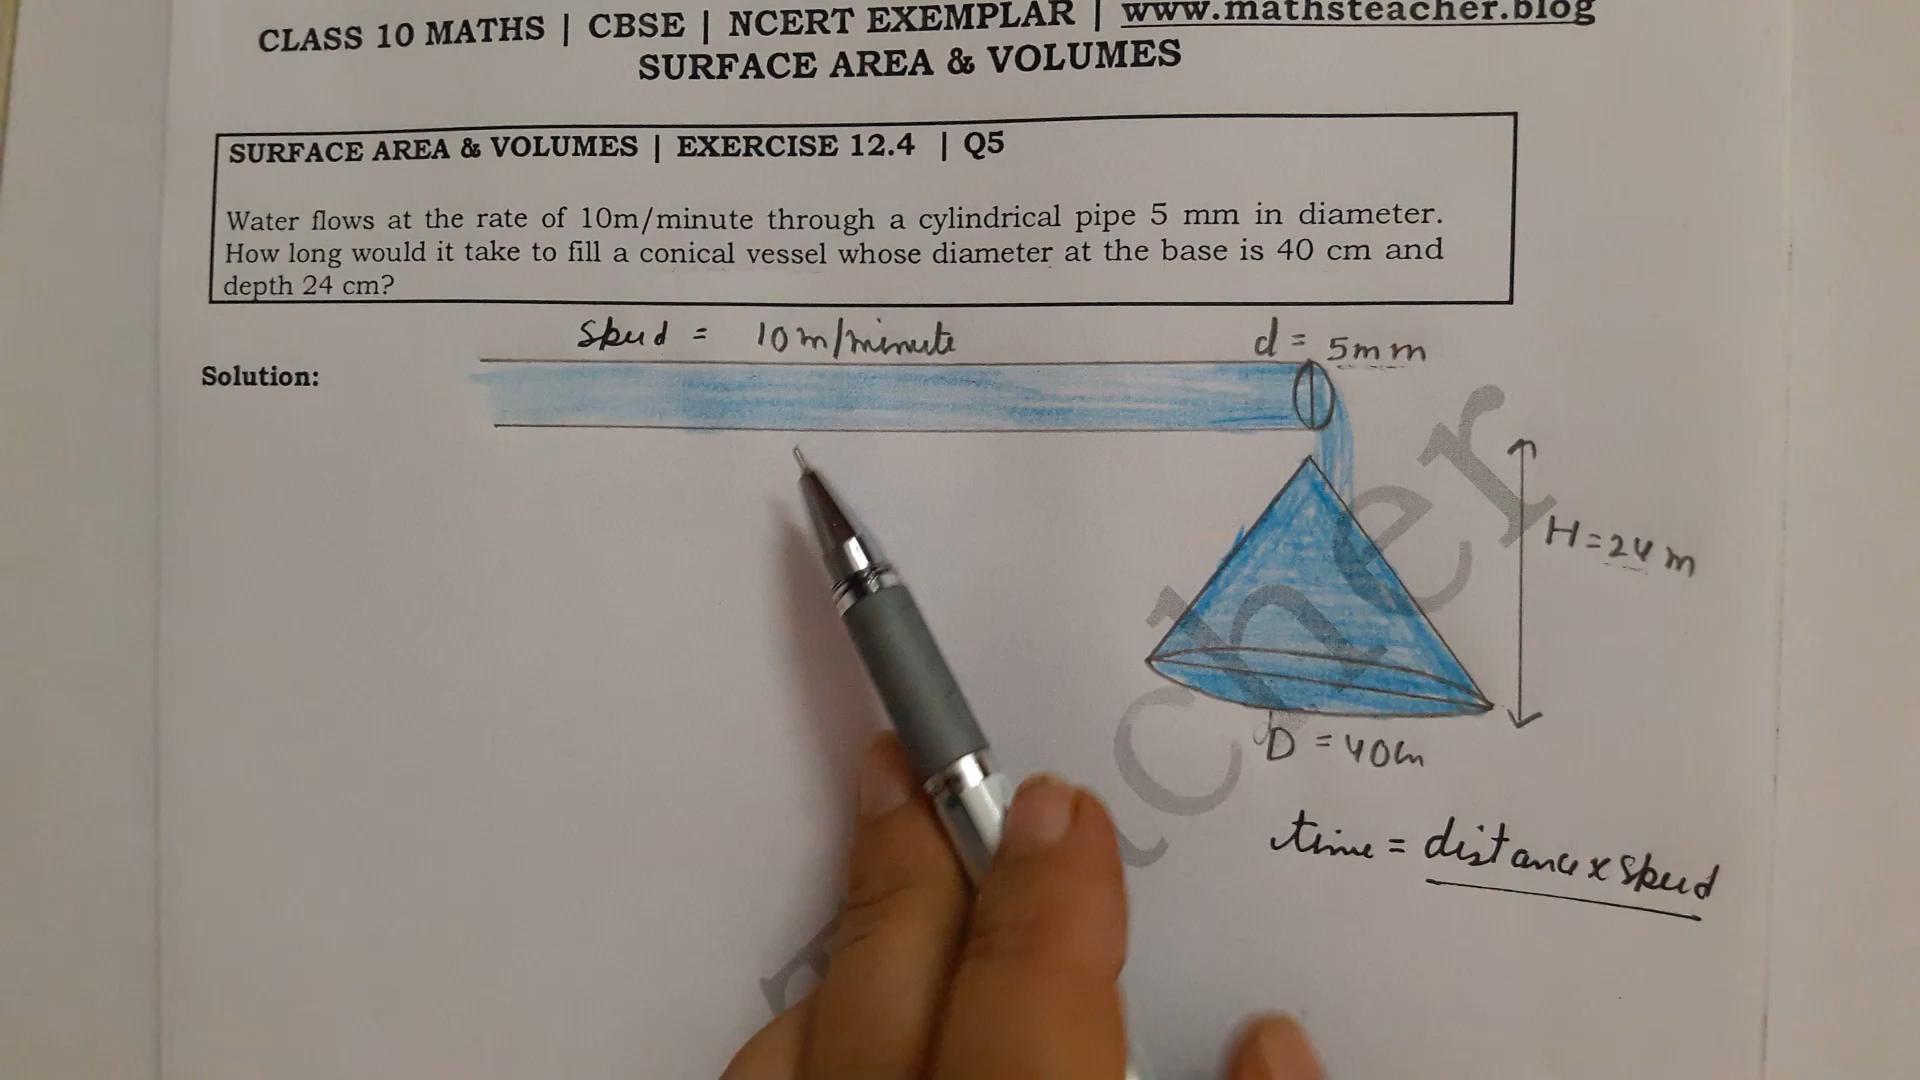 CLASS 10 MATHS | CBSE | NCERT EXEMPLAR | www.mathsteacher.blog
SURFACE AREA & VOLUMES
SURFACE AREA & VOLUMES | EXERCISE 12.4 | Q5
Water flows at the rate of 10m/minute through a cylindrical pipe 5 mm in diameter.
How long would it take to fill a conical vessel whose diameter at the base is 40 cm and
depth 24 cm?
Speed = 10m/minute
d = 5mm
Solution:
H = 24 m
D = 40cm
time = distance x speed
cher